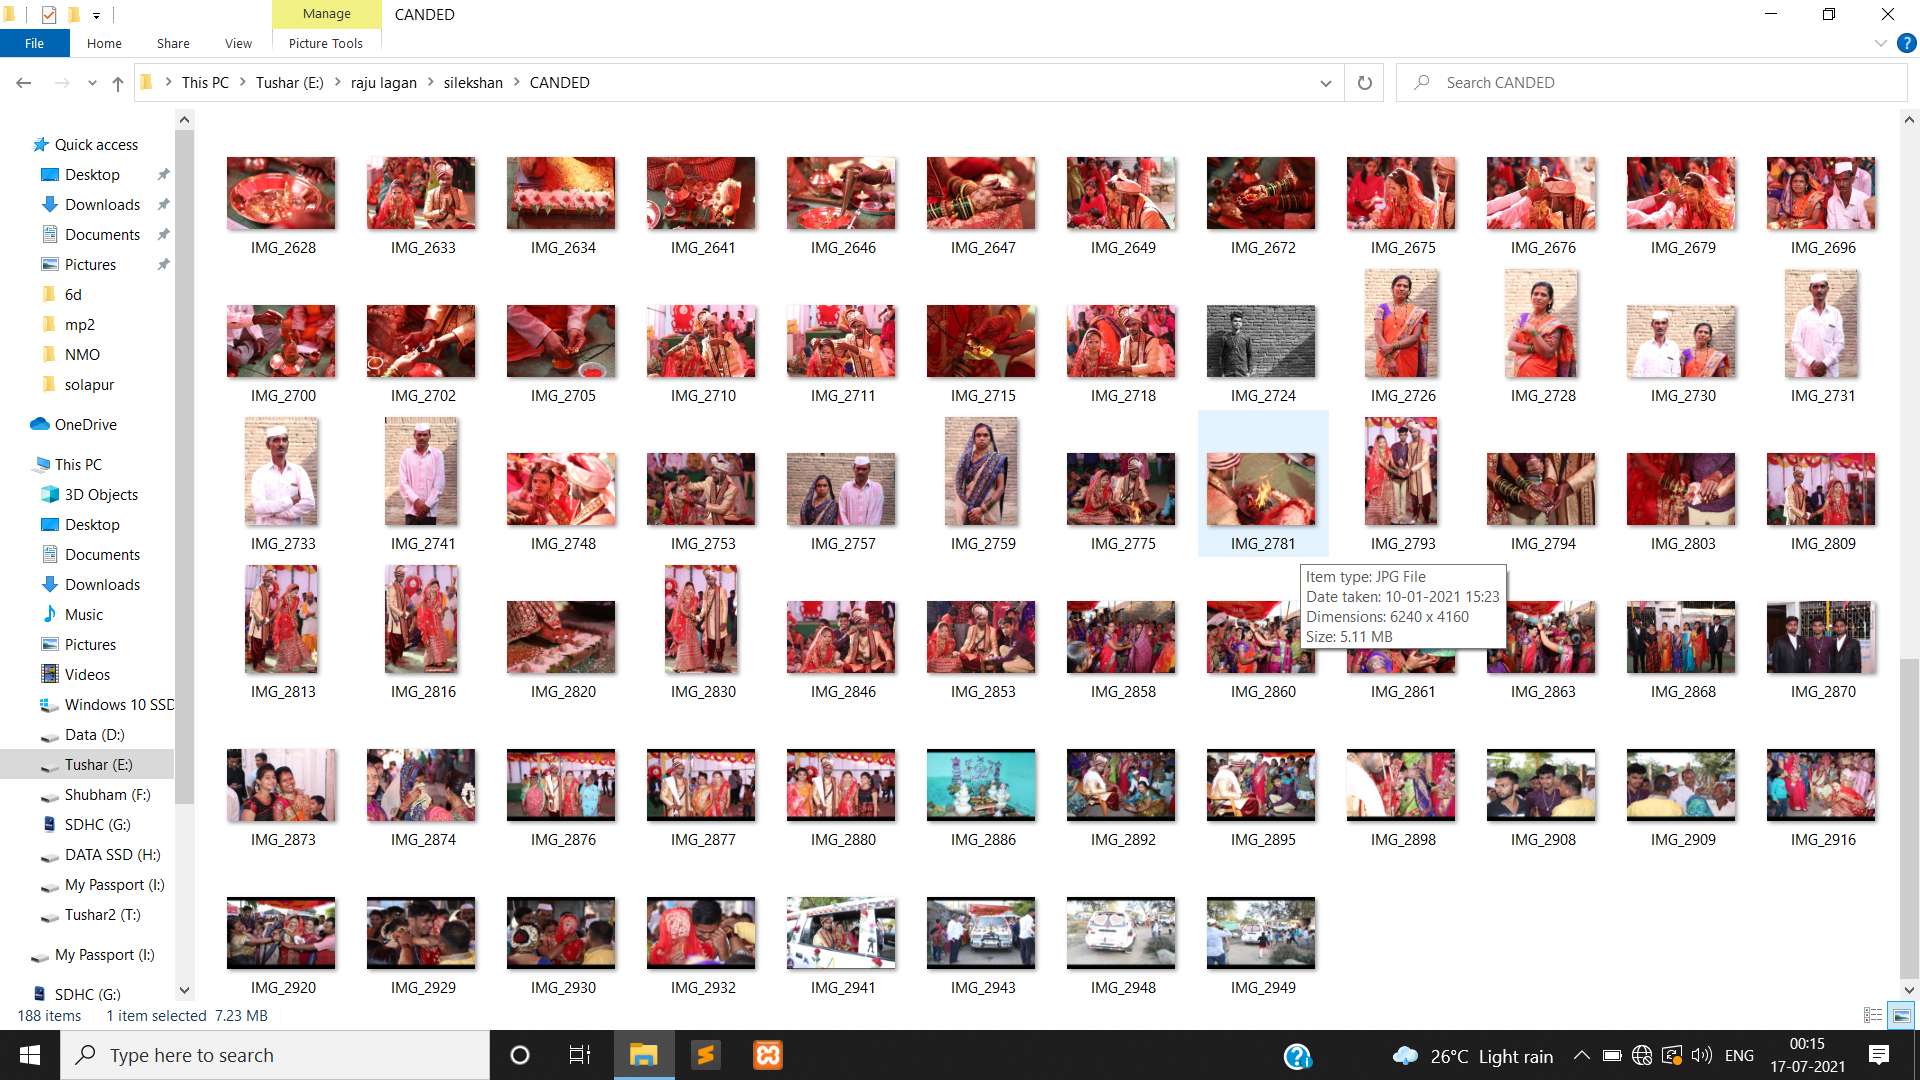 Manage
CANDED
File
Home
Share
View
Picture Tools
This PC
Tushar (E:)
raju lagan
silekshan
CANDED
Search CANDED
Quick access
Desktop
Downloads
Documents
Pictures
6d
mp2
NMO
solapur
OneDrive
This PC
3D Objects
Desktop
Documents
Downloads
Music
Pictures
Videos
Windows 10 SSD
Data (D:)
Tushar (E:)
Shubham (F:)
SDHC (G:)
DATA SSD (H:)
My Passport (I:)
Tushar2 (T:)
My Passport (I:)
SDHC (G:)
IMG_2628 IMG_2633 IMG_2634 IMG_2641 IMG_2646 IMG_2647 IMG_2649 IMG_2672 IMG_2675 IMG_2676 IMG_2679 IMG_2696
IMG_2700 IMG_2702 IMG_2705 IMG_2710 IMG_2711 IMG_2715 IMG_2718 IMG_2724 IMG_2726 IMG_2728 IMG_2730 IMG_2731
IMG_2733 IMG_2741 IMG_2748 IMG_2753 IMG_2757 IMG_2759 IMG_2775 IMG_2781 IMG_2793 IMG_2794 IMG_2803 IMG_2809
Item type: JPG File
Date taken: 10-01-2021 15:23
Dimensions: 6240 x 4160
Size: 5.11 MB
IMG_2813 IMG_2816 IMG_2820 IMG_2830 IMG_2846 IMG_2853 IMG_2858 IMG_2860 IMG_2861 IMG_2863 IMG_2868 IMG_2870
IMG_2873 IMG_2874 IMG_2876 IMG_2877 IMG_2880 IMG_2886 IMG_2892 IMG_2895 IMG_2898 IMG_2908 IMG_2909 IMG_2916
IMG_2920 IMG_2929 IMG_2930 IMG_2932 IMG_2941 IMG_2943 IMG_2948 IMG_2949
188 items
1 item selected 7.23 MB
Type here to search
26°C Light rain
ENG
00:15
17-07-2021